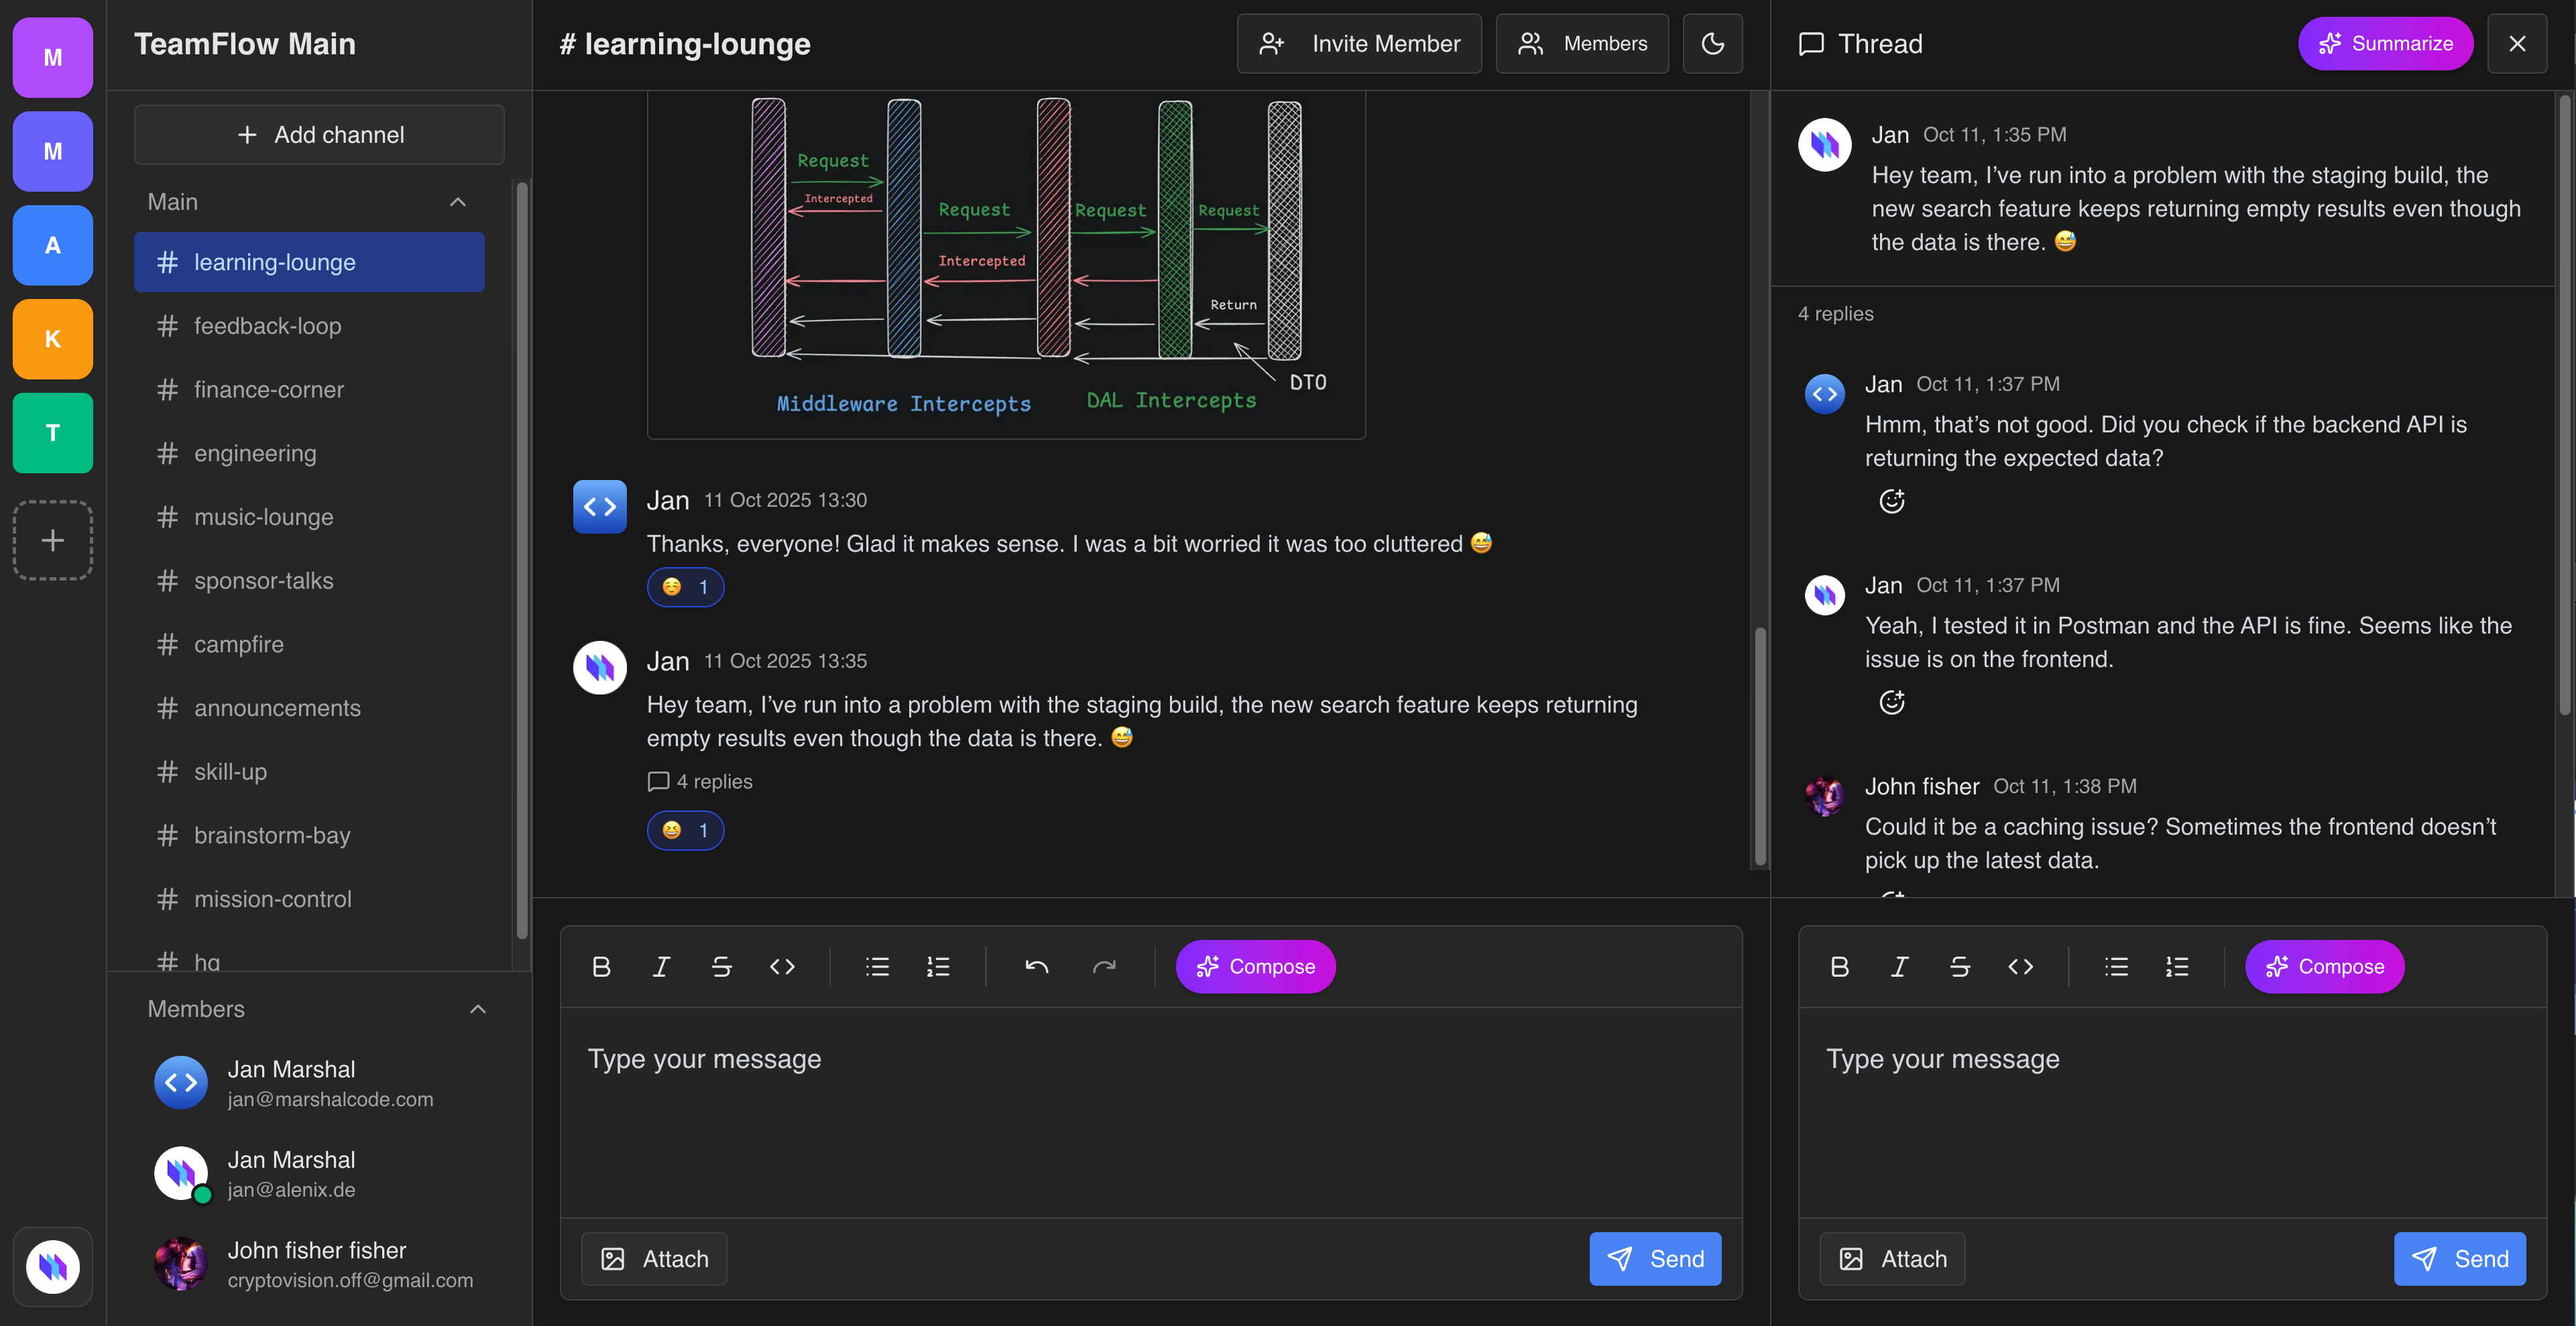 M
M
A
K
T
TeamFlow Main
Add channel
Main
learning-lounge
feedback-loop
finance-corner
engineering
music-lounge
sponsor-talks
campfire
announcements
skill-up
brainstorm-bay
mission-control
hq
Members
Jan Marshal
jan@marshalcode.com
Jan Marshal
jan@alenix.de
John fisher fisher
cryptovision.off@gmail.com
# learning-lounge
Invite Member
Members
Request
Intercepted
Request
Request
Request
Intercepted
Return
DTO
Middleware Intercepts
DAL Intercepts
Jan 11 Oct 2025 13:30
Thanks, everyone! Glad it makes sense. I was a bit worried it was too cluttered 😅
☺️ 1
Jan 11 Oct 2025 13:35
Hey team, I’ve run into a problem with the staging build, the new search feature keeps returning
empty results even though the data is there. 😅
4 replies
😆 1
Compose
Type your message
Attach
Send
Thread
Summarize
Jan Oct 11, 1:35 PM
Hey team, I’ve run into a problem with the staging build, the
new search feature keeps returning empty results even though
the data is there. 😅
4 replies
Jan Oct 11, 1:37 PM
Hmm, that’s not good. Did you check if the backend API is
returning the expected data?
Jan Oct 11, 1:37 PM
Yeah, I tested it in Postman and the API is fine. Seems like the
issue is on the frontend.
John fisher Oct 11, 1:38 PM
Could it be a caching issue? Sometimes the frontend doesn’t
pick up the latest data.
Compose
Type your message
Attach
Send